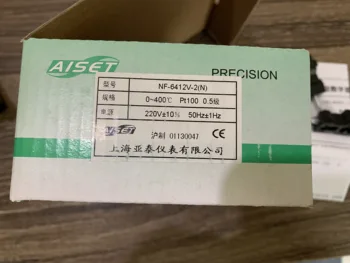 AISET
PRECISION
型号 NF-6412V-2(N)
规格 0~400℃ Pt100 0.5级
电源 220V±10% 50Hz±1Hz
AISET 沪制 01130047 CE
上海亚泰仪表有限公司